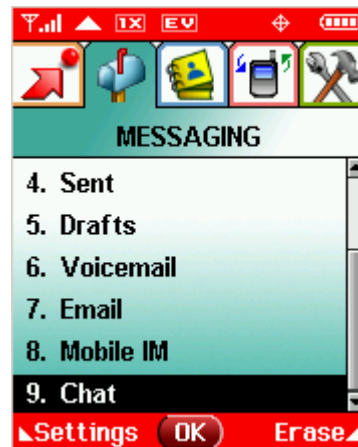 1X EV
MESSAGING
4. Sent
5. Drafts
6. Voicemail
7. Email
8. Mobile IM
9. Chat
Settings OK Erase